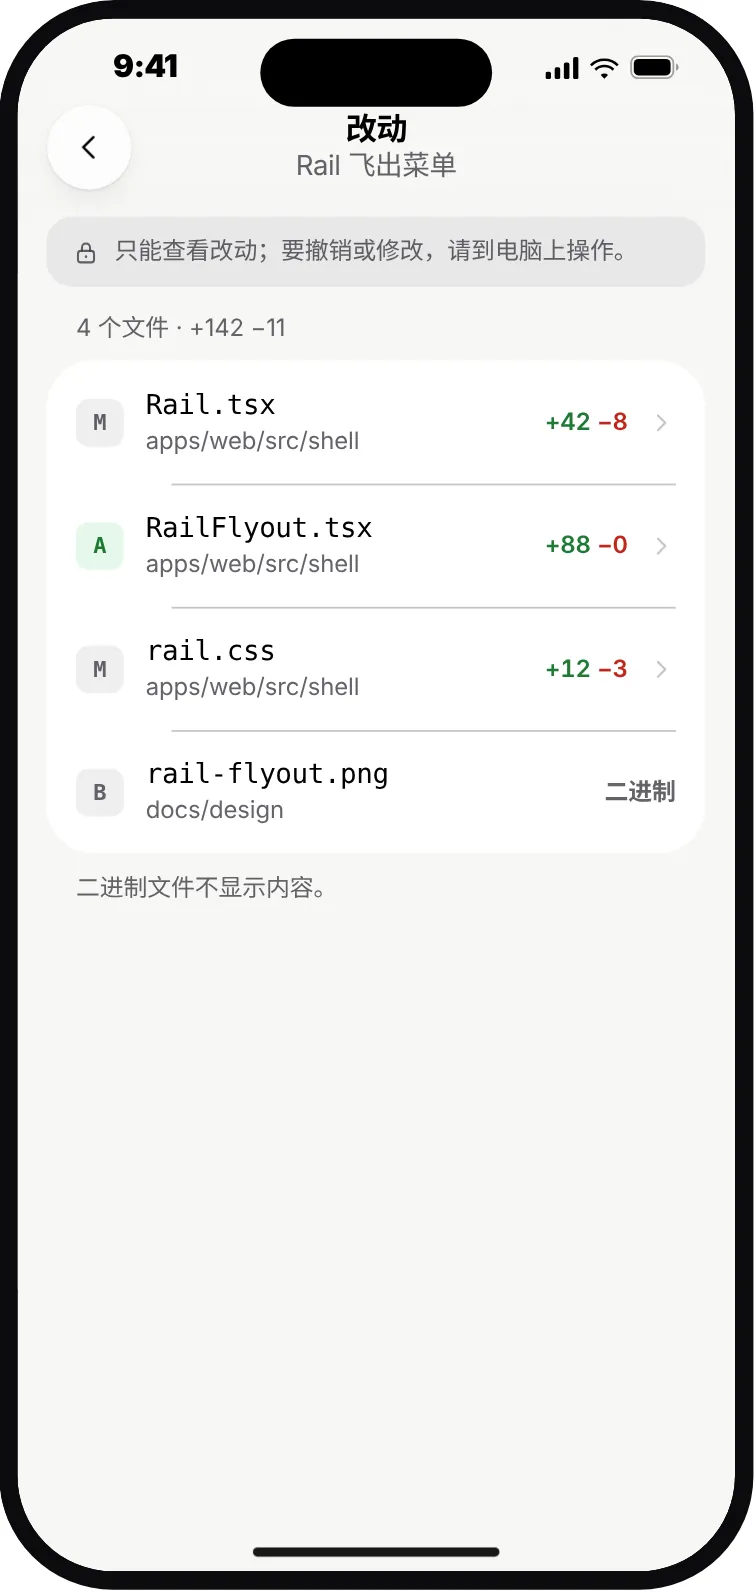 9:41
改动
Rail 飞出菜单
只能查看改动；要撤销或修改，请到电脑上操作。
4 个文件 · +142 −11
M
Rail.tsx
apps/web/src/shell
+42 −8
A
RailFlyout.tsx
apps/web/src/shell
+88 −0
M
rail.css
apps/web/src/shell
+12 −3
B
rail-flyout.png
docs/design
二进制
二进制文件不显示内容。